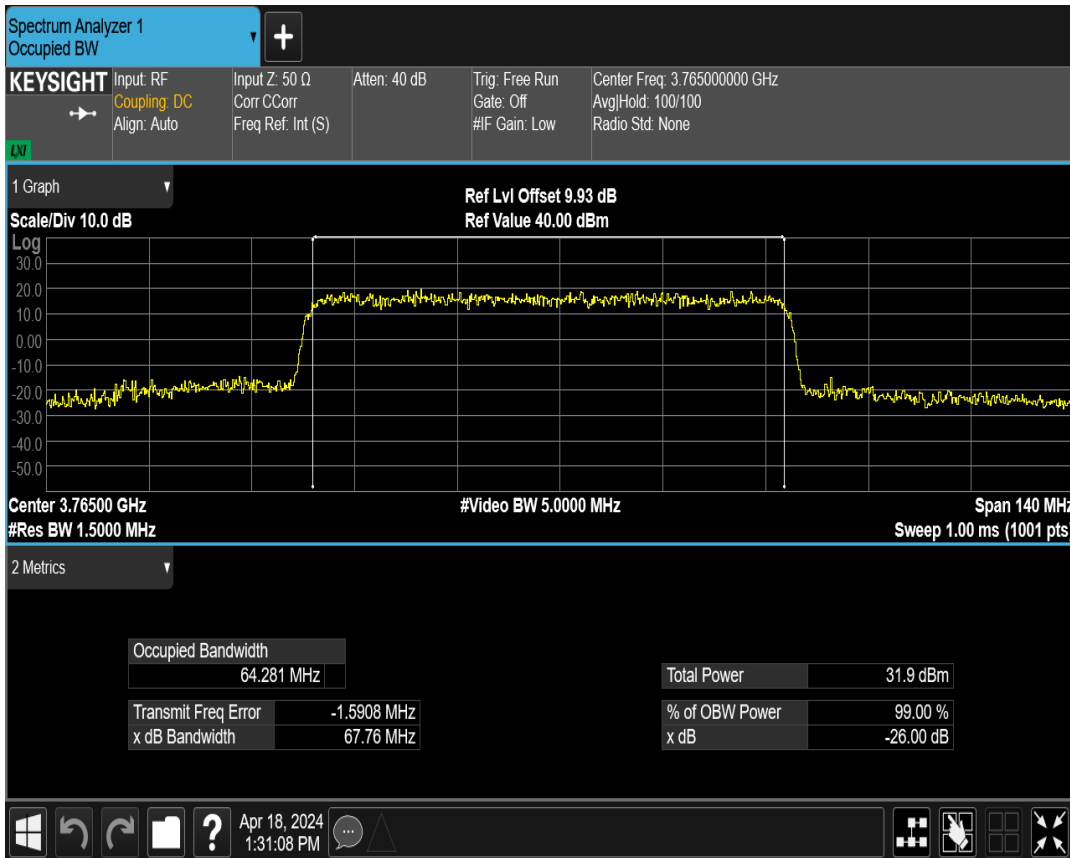 Spectrum Analyzer 1
Occupied BW
+
KEYSIGHT
LXI
Input: RF
Coupling: DC
Align: Auto
Input Z: 50 Ω
Corr CCorr
Freq Ref: Int (S)
Atten: 40 dB
Trig: Free Run
Gate: Off
#IF Gain: Low
Center Freq: 3.765000000 GHz
Avg|Hold: 100/100
Radio Std: None
1 Graph
Scale/Div 10.0 dB
Ref Lvl Offset 9.93 dB
Ref Value 40.00 dBm
Log
30.0
20.0
10.0
0.00
-10.0
-20.0
-30.0
-40.0
-50.0
Center 3.76500 GHz
#Video BW 5.0000 MHz
Span 140 MHz
#Res BW 1.5000 MHz
Sweep 1.00 ms (1001 pts)
2 Metrics
Occupied Bandwidth
64.281 MHz
Transmit Freq Error -1.5908 MHz
x dB Bandwidth 67.76 MHz
Total Power 31.9 dBm
% of OBW Power 99.00 %
x dB -26.00 dB
?
Apr 18, 2024
1:31:08 PM